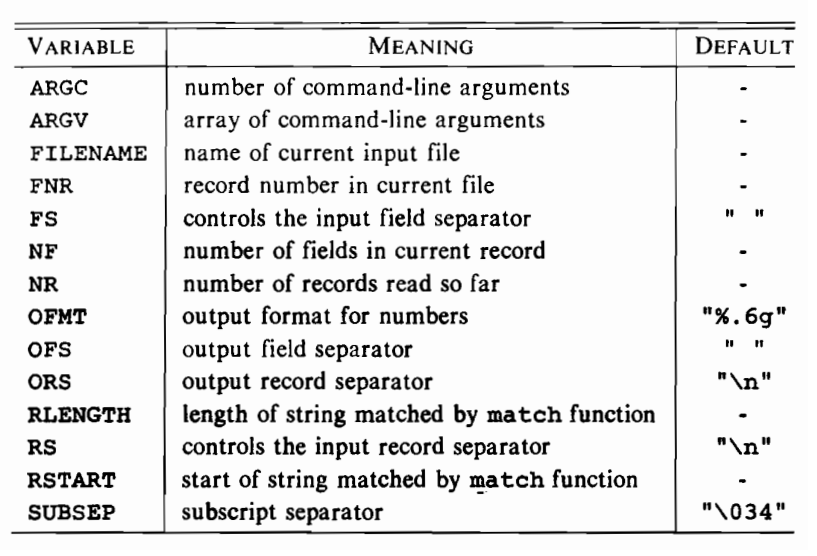 VARIABLE MEANING DEFAULT
ARGC number of command-line arguments -
ARGV array of command-line arguments -
FILENAME name of current input file -
FNR record number in current file -
FS controls the input field separator " "
NF number of fields in current record -
NR number of records read so far -
OFMT output format for numbers "%.6g"
OFS output field separator " "
ORS output record separator "\n"
RLENGTH length of string matched by match function -
RS controls the input record separator "\n"
RSTART start of string matched by match function -
SUBSEP subscript separator "\034"